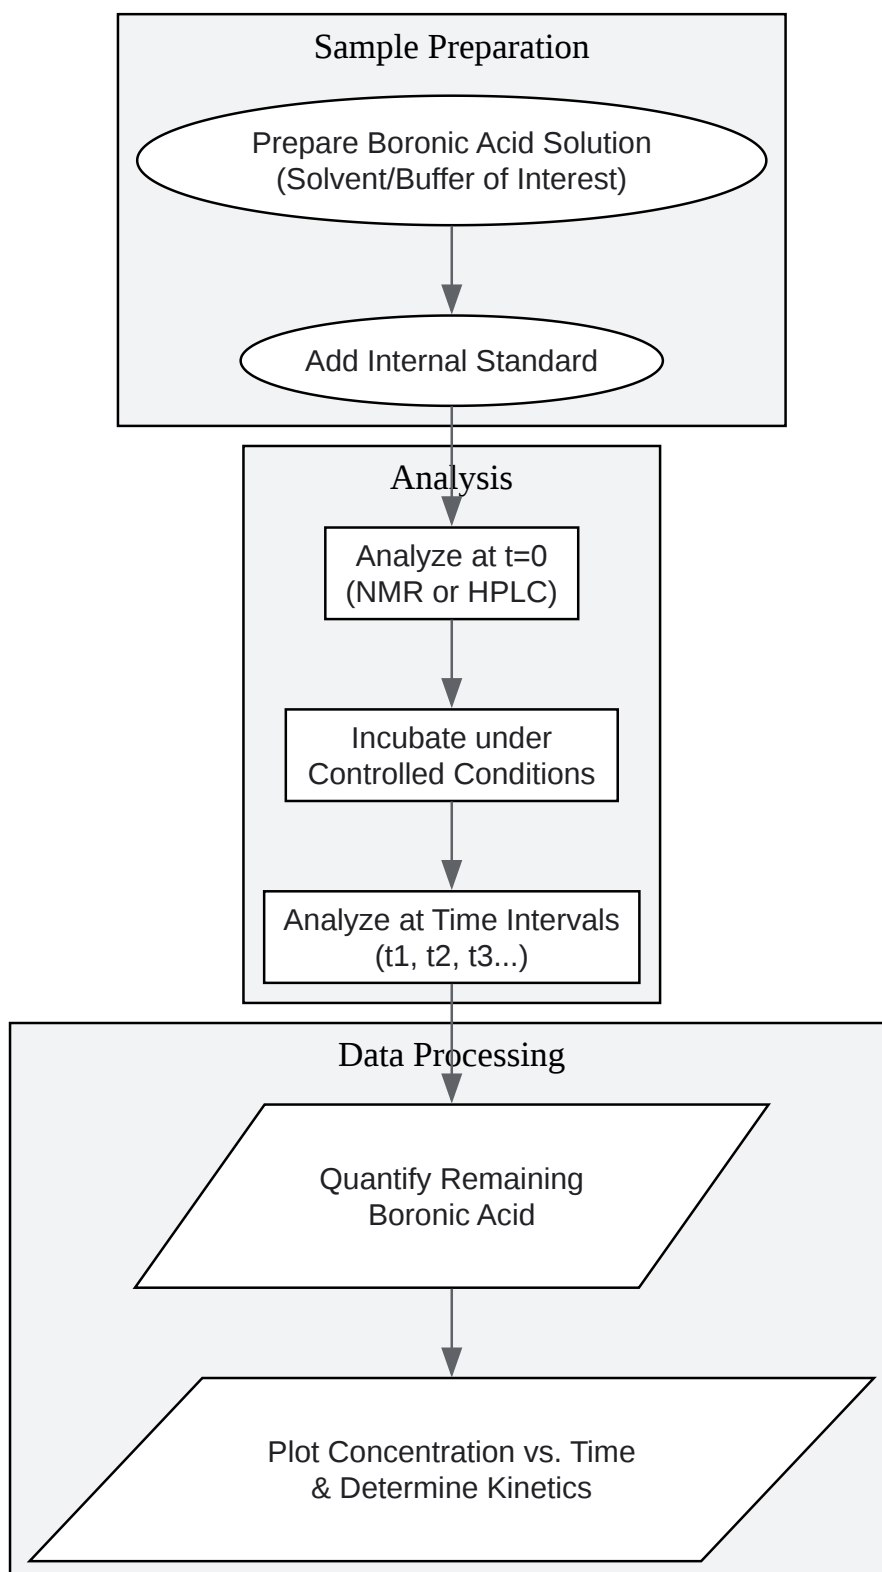 Sample Preparation
Prepare Boronic Acid Solution
(Solvent/Buffer of Interest)
Add Internal Standard
Analysis
Analyze at t=0
(NMR or HPLC)
Incubate under
Controlled Conditions
Analyze at Time Intervals
(t1, t2, t3...)
Data Processing
Quantify Remaining
Boronic Acid
Plot Concentration vs. Time
& Determine Kinetics